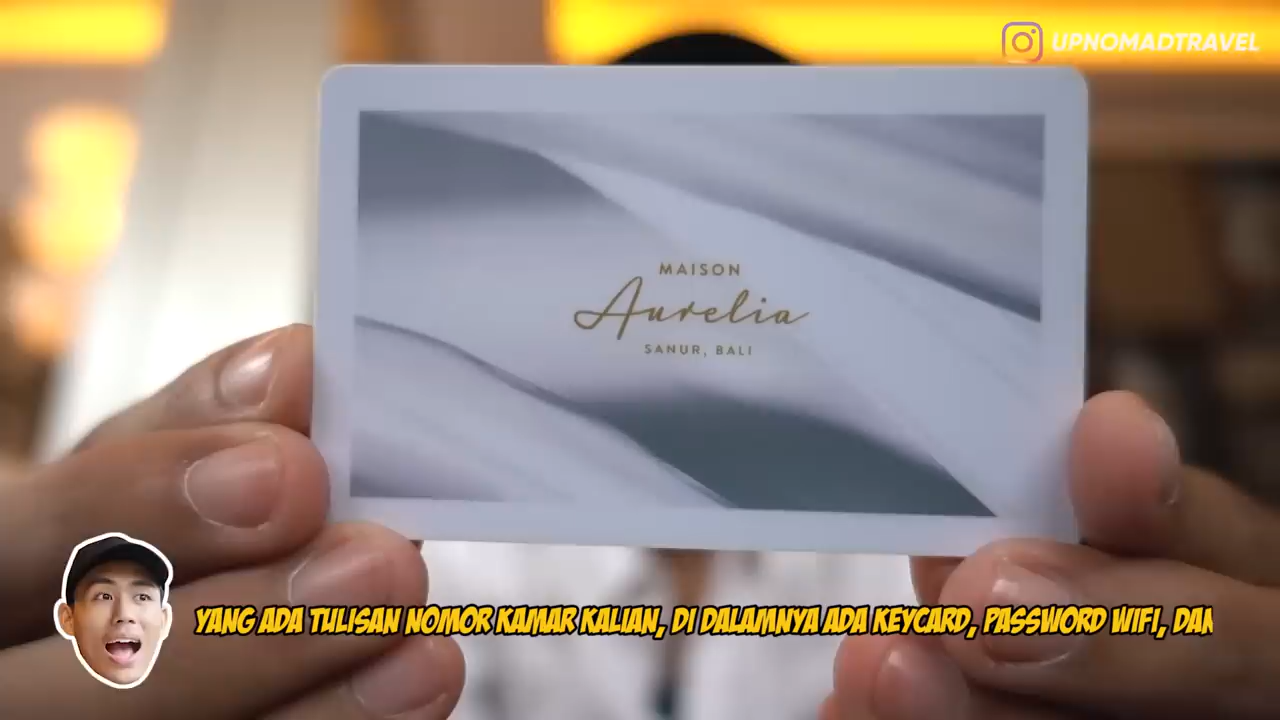 UPNOMADTRAVEL
MAISON
Aurelia
SANUR, BALI
YANG ADA TULISAN NOMOR KAMAR KALIAN, DI DALAMNYA ADA KEYCARD, PASSWORD WIFI, DAN